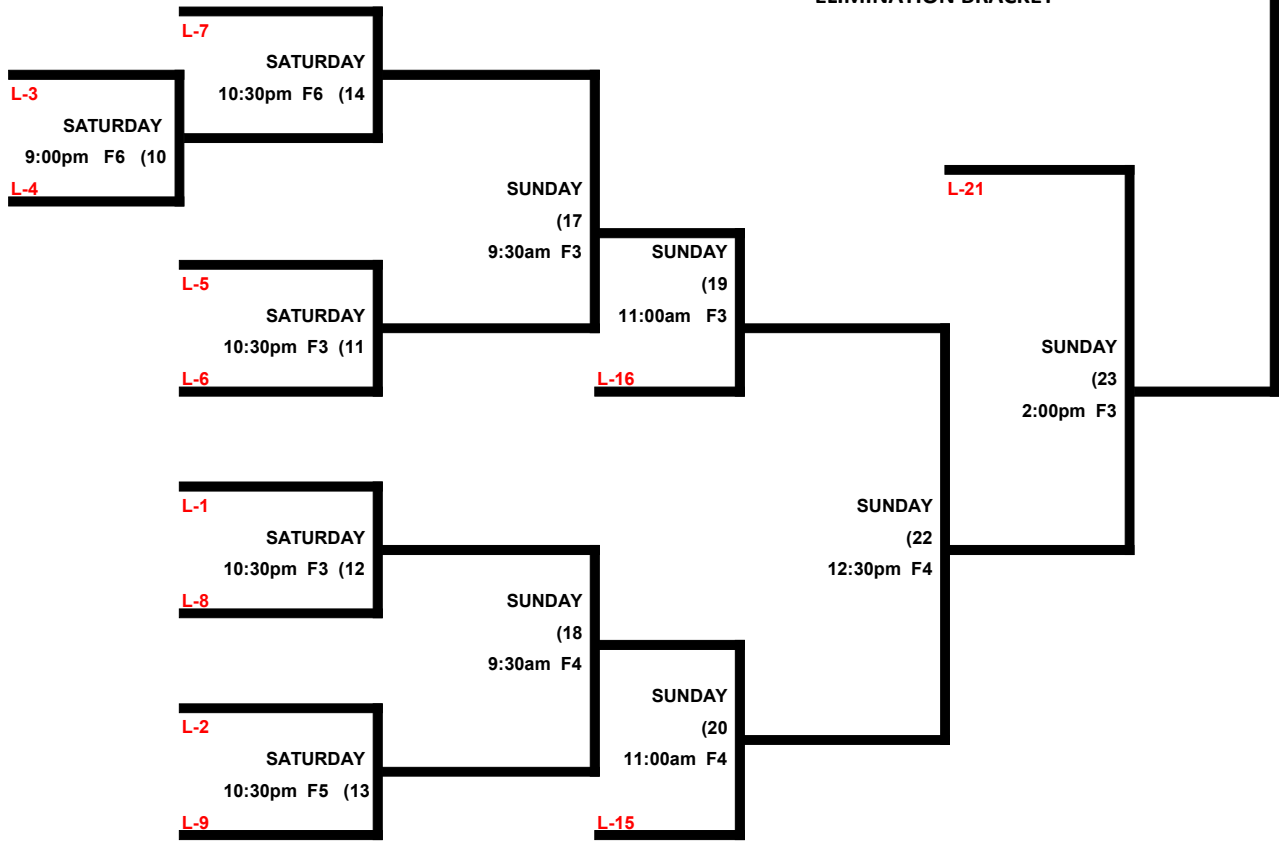 ELIMINATION BRACKET
L-7
SATURDAY
10:30pm F6 (14
L-3
SATURDAY
9:00pm F6 (10
L-4
SUNDAY
(17
9:30am F3
L-5
SATURDAY
10:30pm F3 (11
L-6
SUNDAY
(19
11:00am F3
L-16
L-21
SUNDAY
(23
2:00pm F3
L-1
SATURDAY
10:30pm F3 (12
L-8
SUNDAY
(18
9:30am F4
SUNDAY
(22
12:30pm F4
L-2
SATURDAY
10:30pm F5 (13
L-9
SUNDAY
(20
11:00am F4
L-15